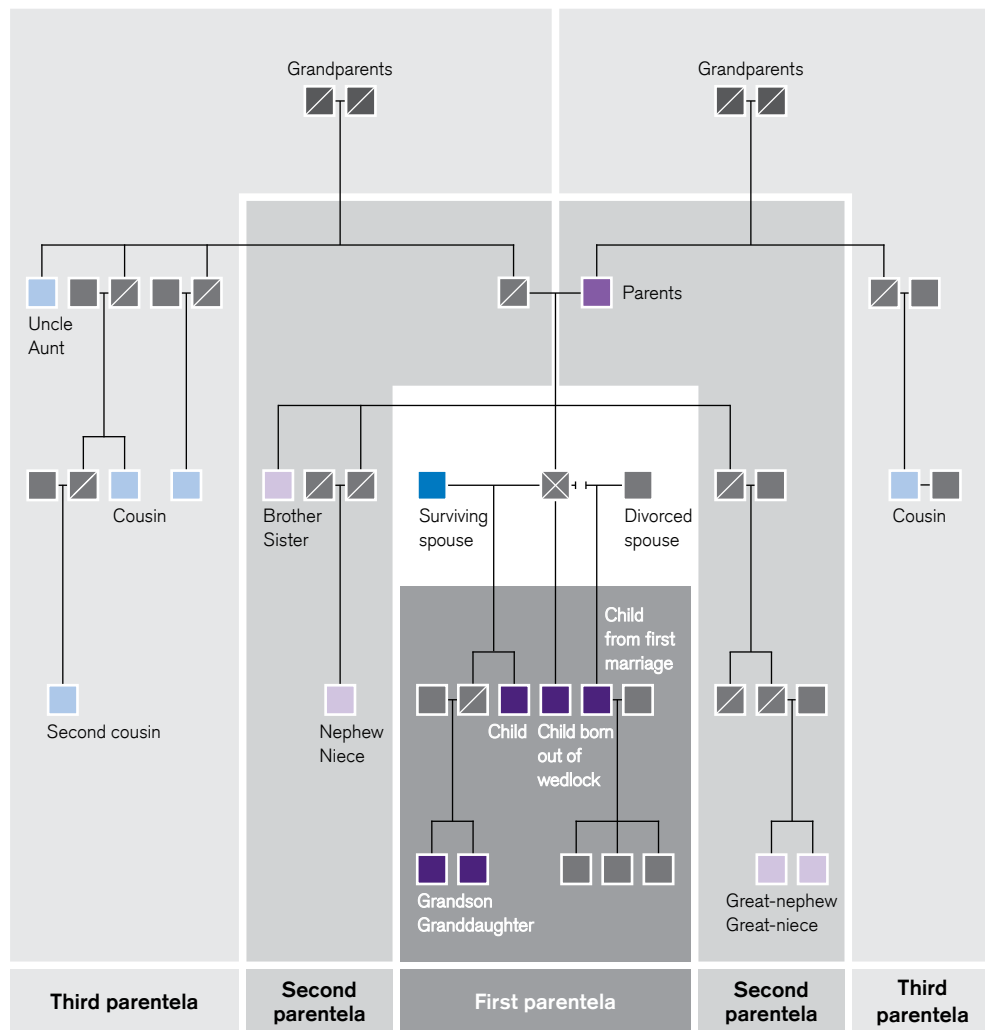 Grandparents
Grandparents
Parents
Uncle
Aunt
Cousin
Brother
Sister
Surviving
spouse
Divorced
spouse
Cousin
Child
from first
marriage
Second cousin
Nephew
Niece
Child
Child born
out of
wedlock
Grandson
Granddaughter
Great-nephew
Great-niece
Third parentela
Second
parentela
First parentela
Second
parentela
Third
parentela